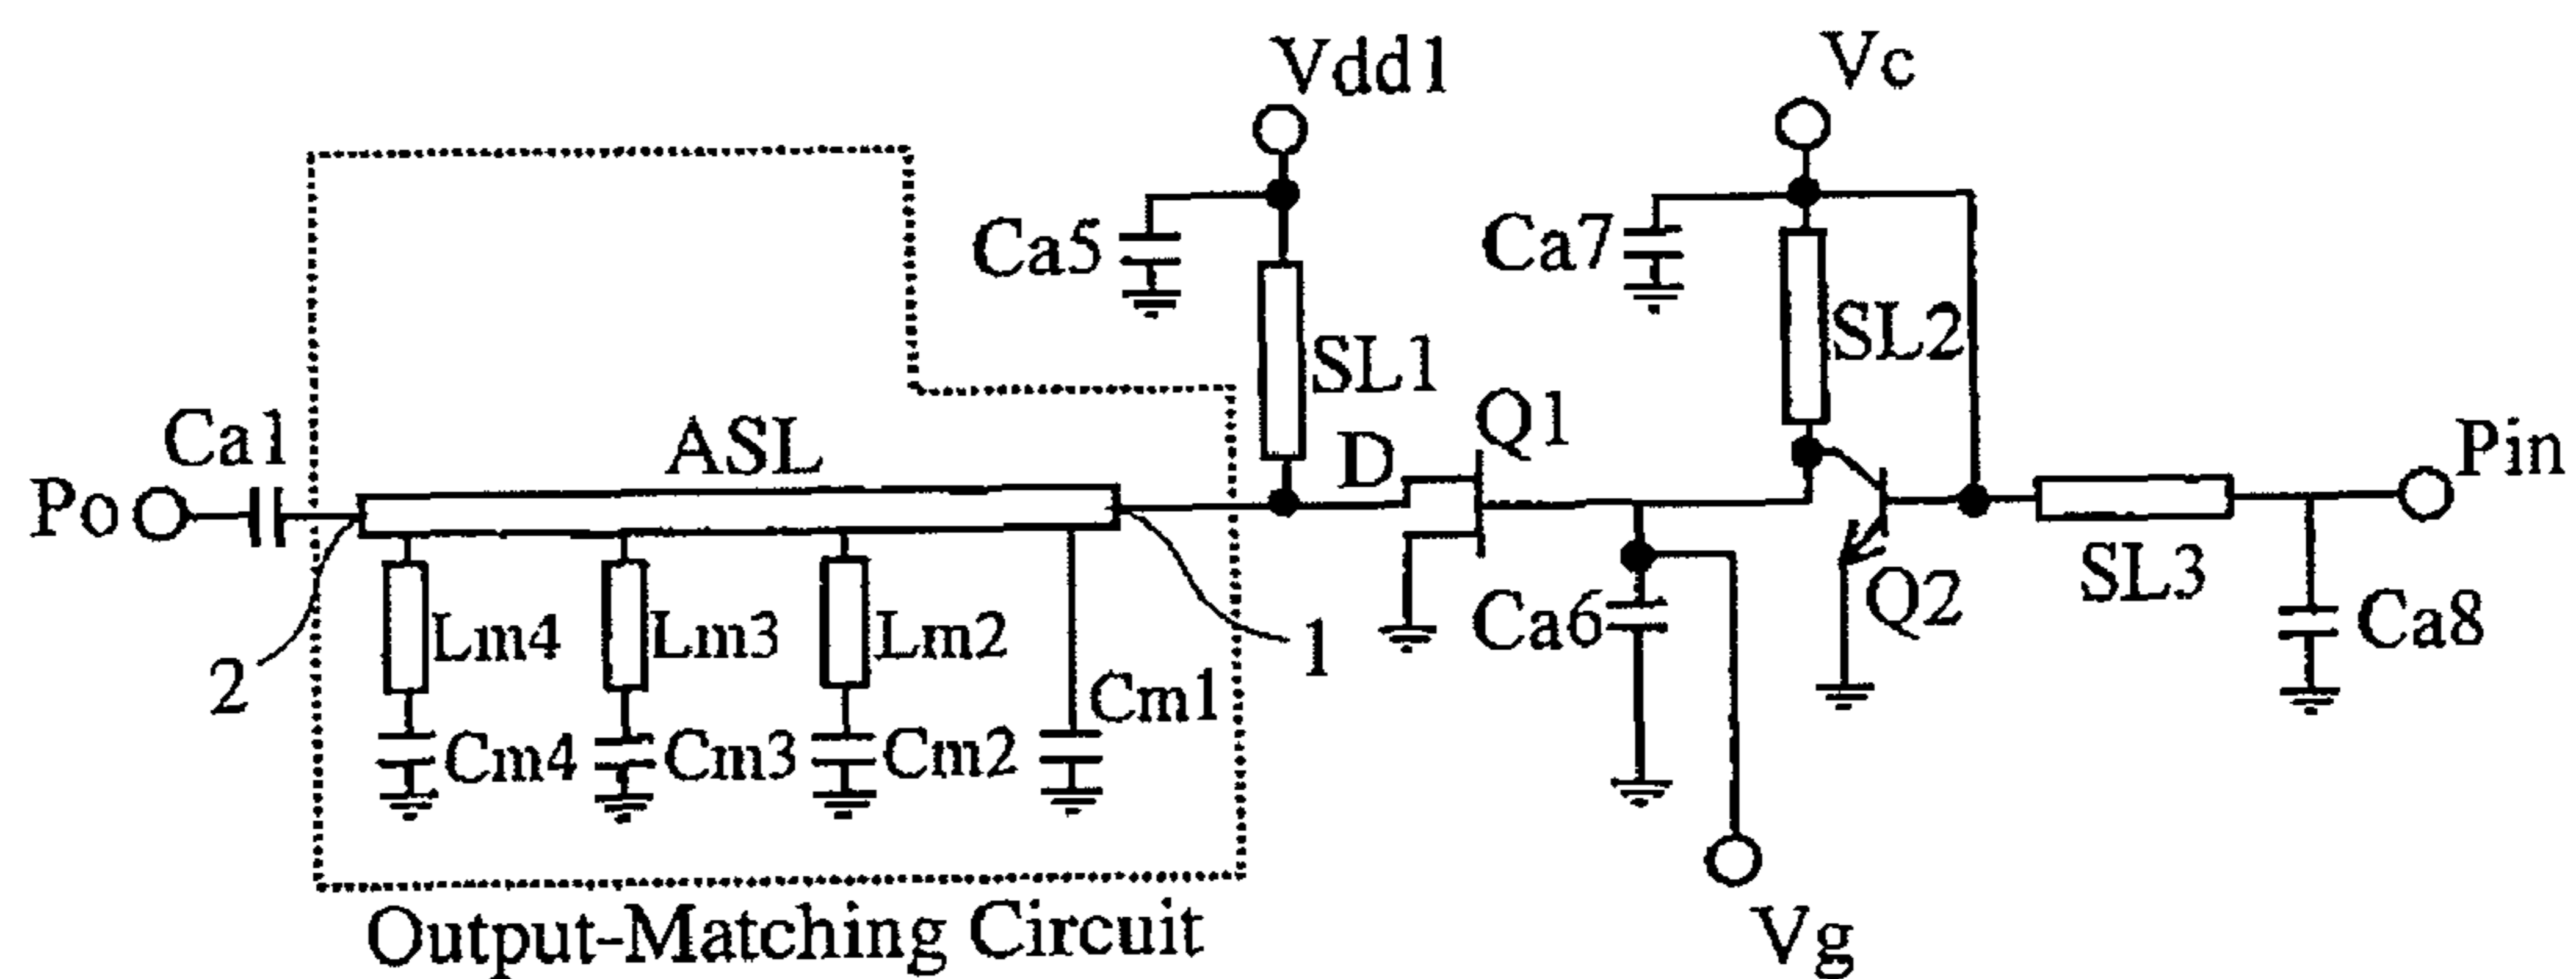 Vdd1
Vc
Ca5
Ca7
SL1
SL2
Ca1
ASL
D
Q1
Pin
Po
Lm4
Lm3
Lm2
Ca6
Q2
SL3
Ca8
2
1
Cm1
Cm4
Cm3
Cm2
Output-Matching Circuit
Vg